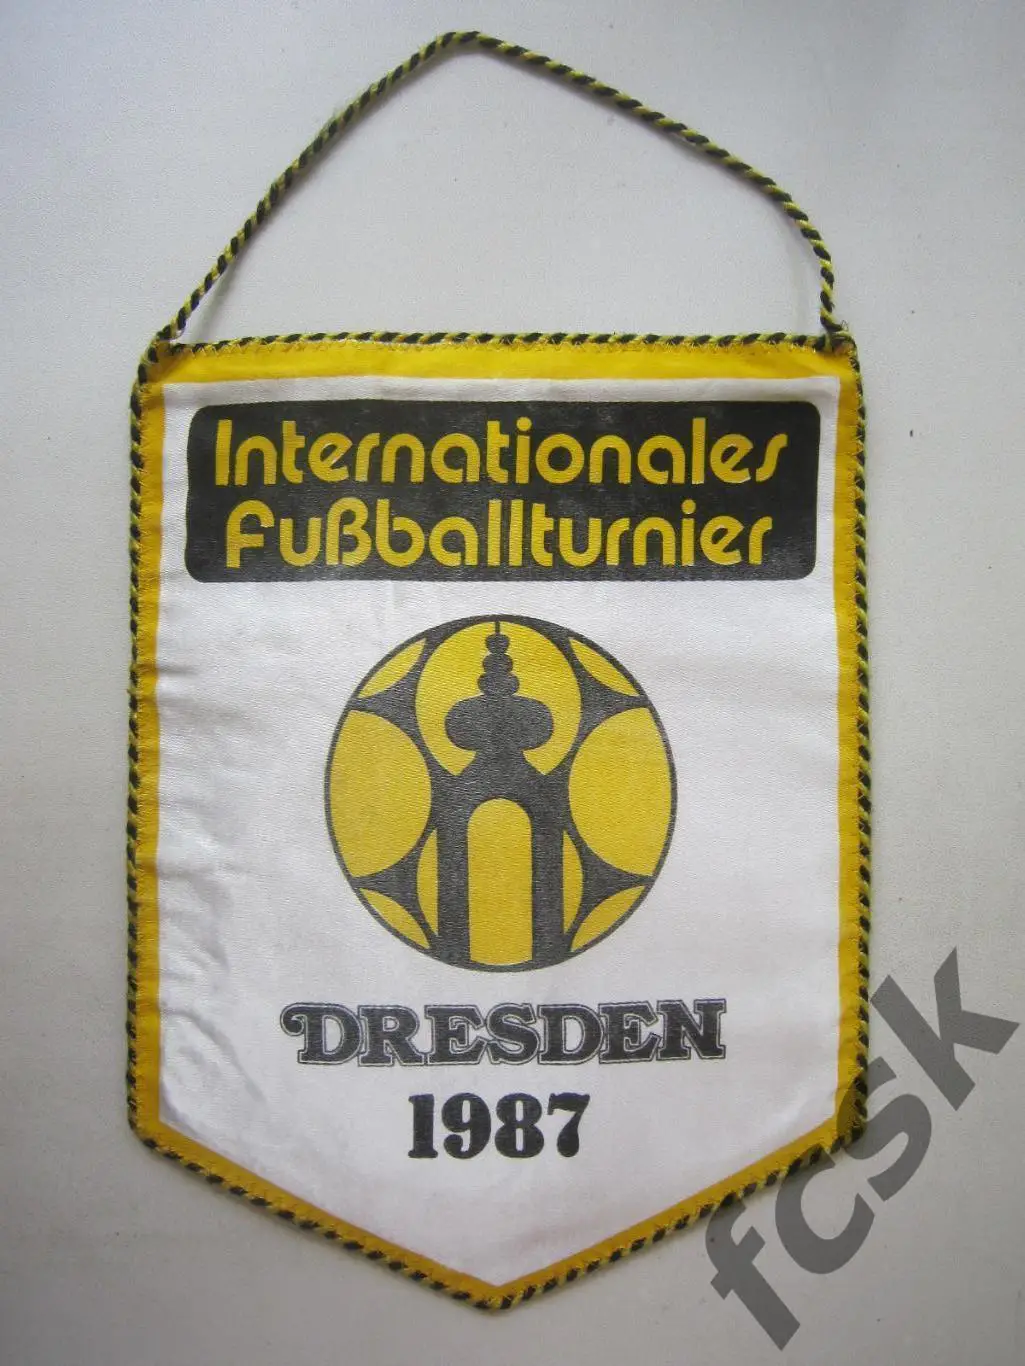 Internationales
Fußballturnier
DRESDEN
1987
fcsk